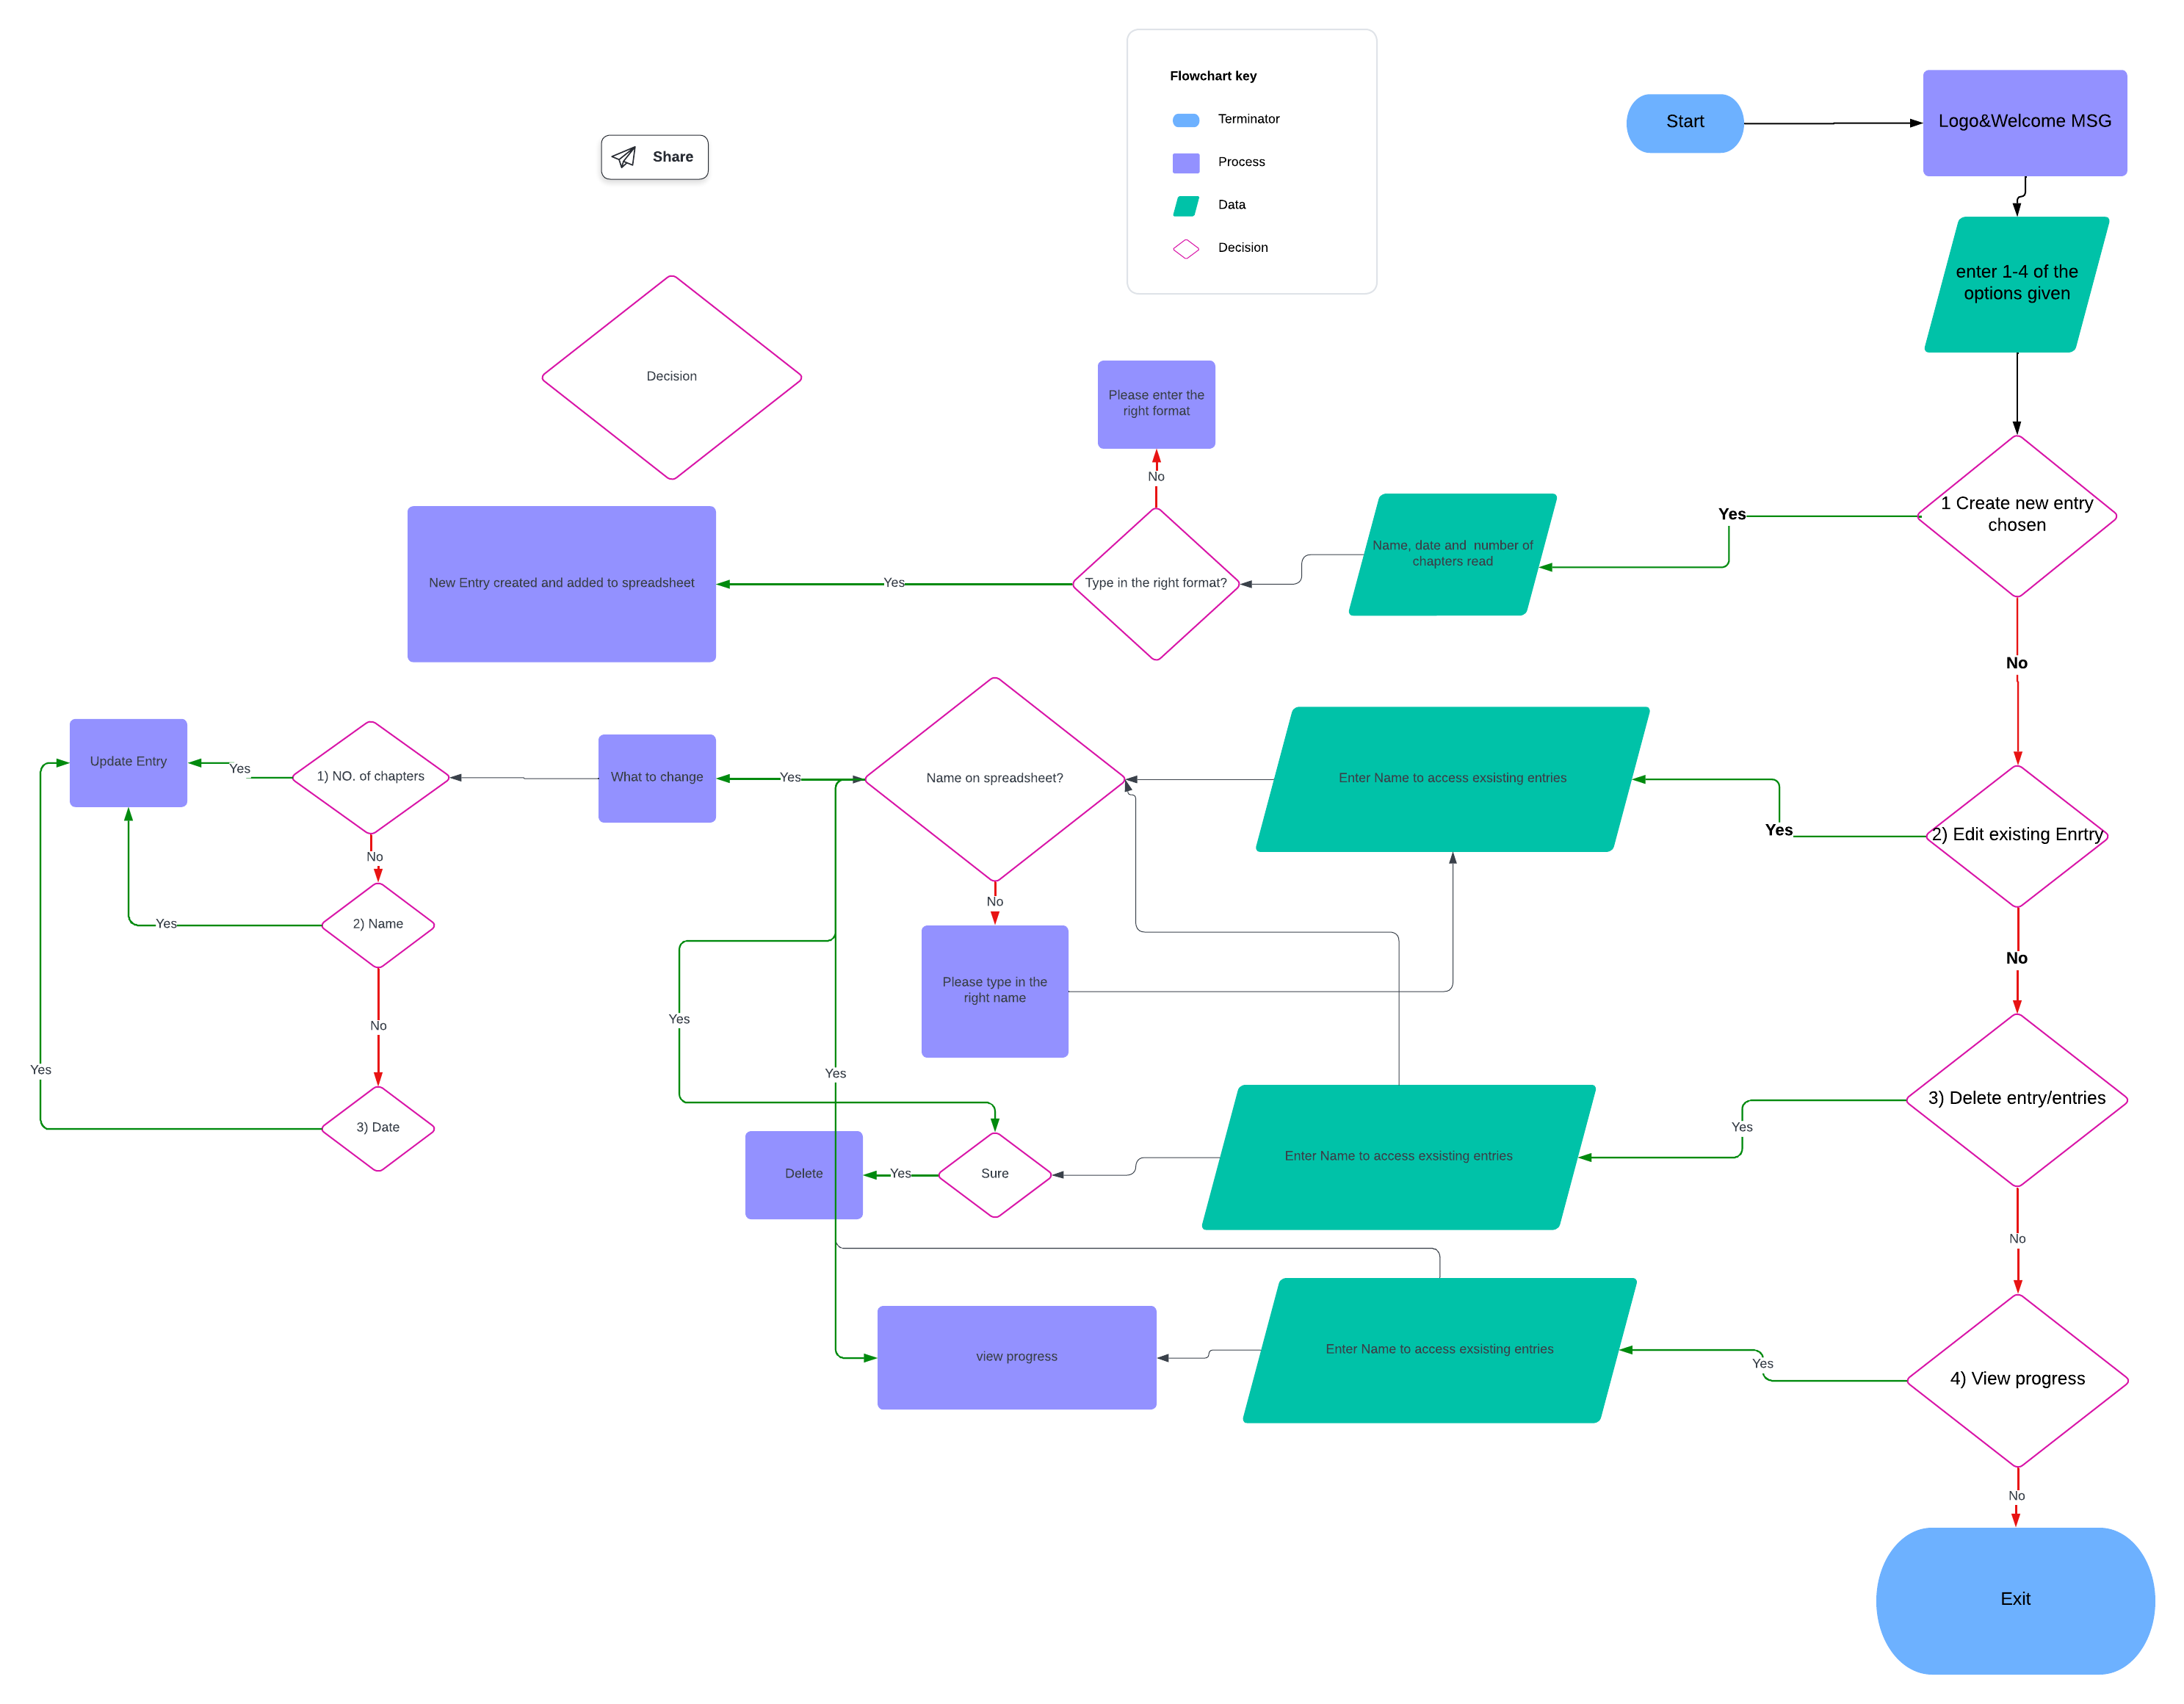 Flowchart key
Terminator
Process
Data
Decision
Share
Start
Logo&Welcome MSG
enter 1-4 of the
options given
Decision
Please enter the
right format
No
1 Create new entry
chosen
Yes
Name, date and  number of
chapters read
Type in the right format?
Yes
New Entry created and added to spreadsheet
No
Update Entry
Yes
1) NO. of chapters
What to change
Yes
Name on spreadsheet?
Enter Name to access exsisting entries
Yes
2) Edit existing Enrtry
No
No
2) Name
Yes
No
Please type in the
right name
No
Yes
No
Yes
Yes
3) Date
3) Delete entry/entries
Yes
Enter Name to access exsisting entries
Sure
Yes
Delete
No
view progress
Enter Name to access exsisting entries
Yes
4) View progress
No
Exit